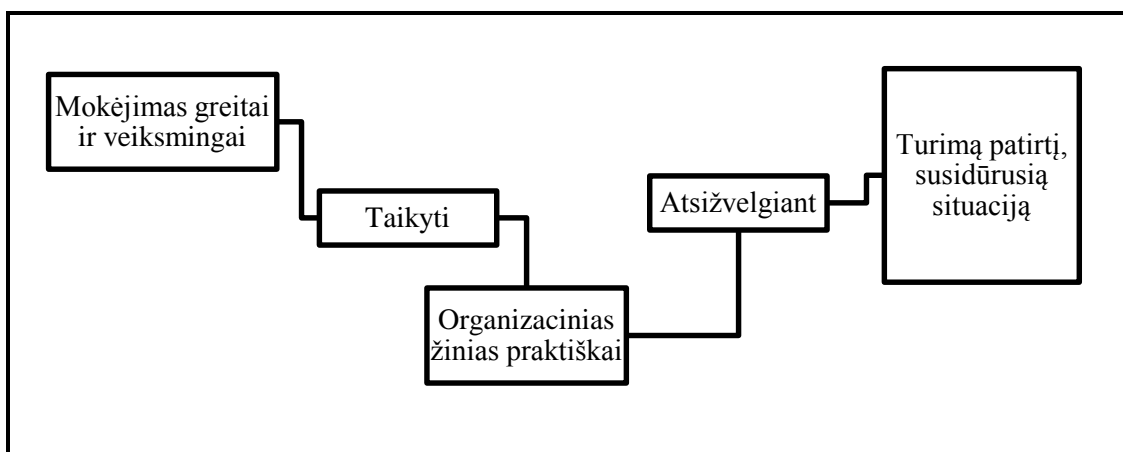 Mokėjimas greitai
ir veiksmingai
Taikyti
Organizacinias
žinias praktiškai
Atsižvelgiant
Turimą patirtį,
susidūrusią
situaciją